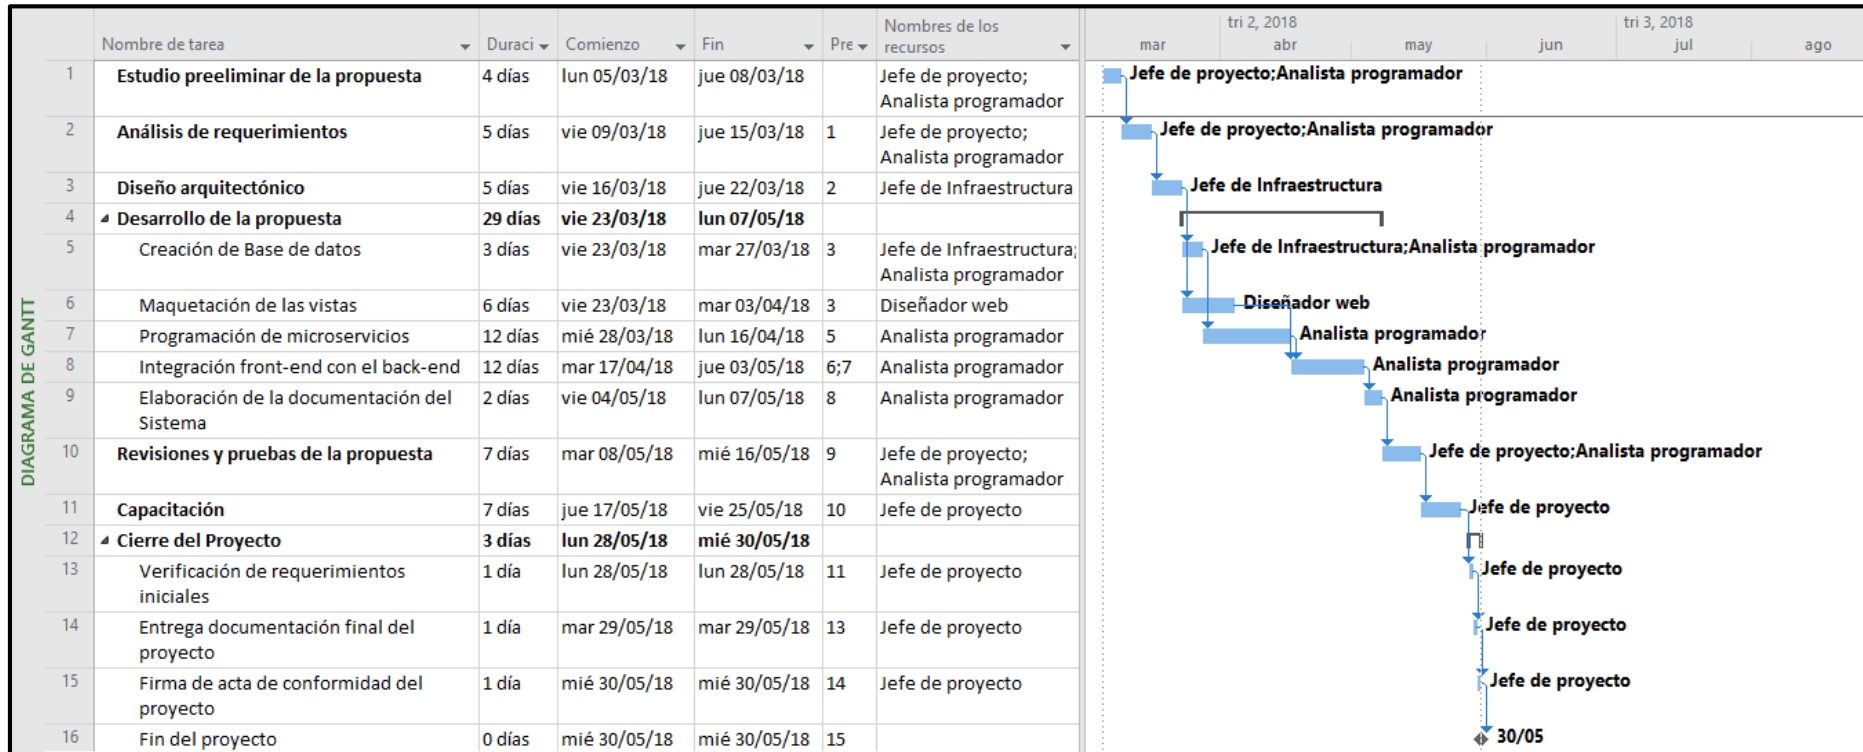 DIAGRAMA DE GANTT
Nombre de tarea Duraci Comienzo Fin Pre Nombres de los
recursos
tri 2, 2018 tri 3, 2018
mar abr may jun jul ago
1 Estudio preeliminar de la propuesta 4 días lun 05/03/18 jue 08/03/18 Jefe de proyecto;
Analista programador
Jefe de proyecto;Analista programador
2 Análisis de requerimientos 5 días vie 09/03/18 jue 15/03/18 1 Jefe de proyecto;
Analista programador
Jefe de proyecto;Analista programador
3 Diseño arquitectónico 5 días vie 16/03/18 jue 22/03/18 2 Jefe de Infraestructura
Jefe de Infraestructura
4 Desarrollo de la propuesta 29 días vie 23/03/18 lun 07/05/18
5 Creación de Base de datos 3 días vie 23/03/18 mar 27/03/18 3 Jefe de Infraestructura;
Analista programador
Jefe de Infraestructura;Analista programador
6 Maquetación de las vistas 6 días vie 23/03/18 mar 03/04/18 3 Diseñador web
Diseñador web
7 Programación de microservicios 12 días mié 28/03/18 lun 16/04/18 5 Analista programador
Analista programador
8 Integración front-end con el back-end 12 días mar 17/04/18 jue 03/05/18 6;7 Analista programador
Analista programador
9 Elaboración de la documentación del
Sistema 2 días vie 04/05/18 lun 07/05/18 8 Analista programador
Analista programador
10 Revisiones y pruebas de la propuesta 7 días mar 08/05/18 mié 16/05/18 9 Jefe de proyecto;
Analista programador
Jefe de proyecto;Analista programador
11 Capacitación 7 días jue 17/05/18 vie 25/05/18 10 Jefe de proyecto
Jefe de proyecto
12 Cierre del Proyecto 3 días lun 28/05/18 mié 30/05/18
13 Verificación de requerimientos
iniciales 1 día lun 28/05/18 lun 28/05/18 11 Jefe de proyecto
Jefe de proyecto
14 Entrega documentación final del
proyecto 1 día mar 29/05/18 mar 29/05/18 13 Jefe de proyecto
Jefe de proyecto
15 Firma de acta de conformidad del
proyecto 1 día mié 30/05/18 mié 30/05/18 14 Jefe de proyecto
Jefe de proyecto
16 Fin del proyecto 0 días mié 30/05/18 mié 30/05/18 15
30/05